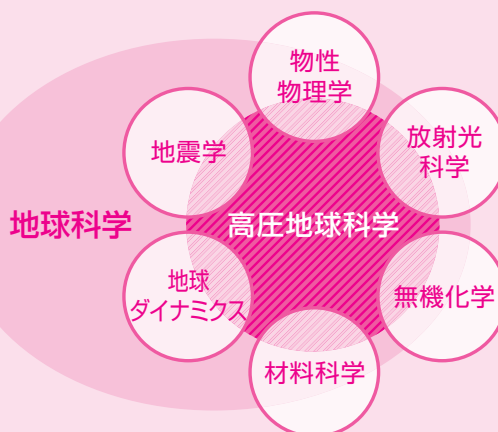 物性
物理学
地震学
放射光
科学
地球科学
高圧地球科学
地球
ダイナミクス
無機化学
材料科学